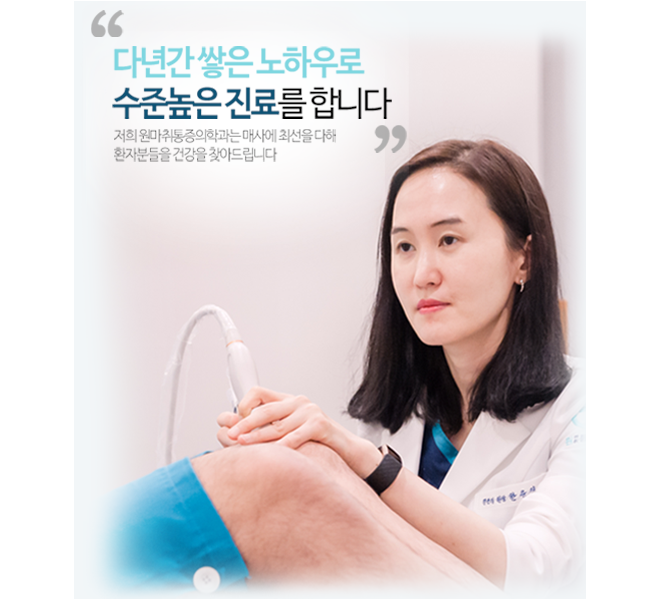 “
다년간 쌓은 노하우로
수준높은 진료를 합니다
저희 원마취통증의학과는 매사에 최선을 다해
환자분들을 건강을 찾아드립니다
”